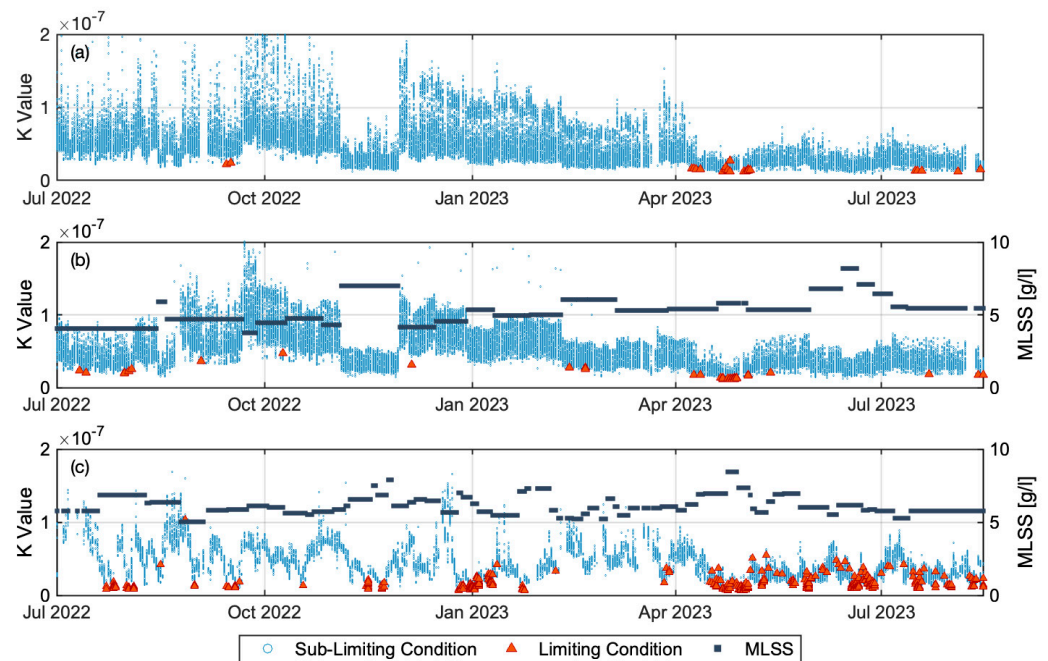 ×10⁻⁷
2
(a)
K Value
1
0
Jul 2022 Oct 2022 Jan 2023 Apr 2023 Jul 2023
×10⁻⁷
2 10
(b)
K Value MLSS [g/l]
1 5
0 0
Jul 2022 Oct 2022 Jan 2023 Apr 2023 Jul 2023
×10⁻⁷
2 10
(c)
K Value MLSS [g/l]
1 5
0 0
Jul 2022 Oct 2022 Jan 2023 Apr 2023 Jul 2023
Sub-Limiting Condition Limiting Condition MLSS